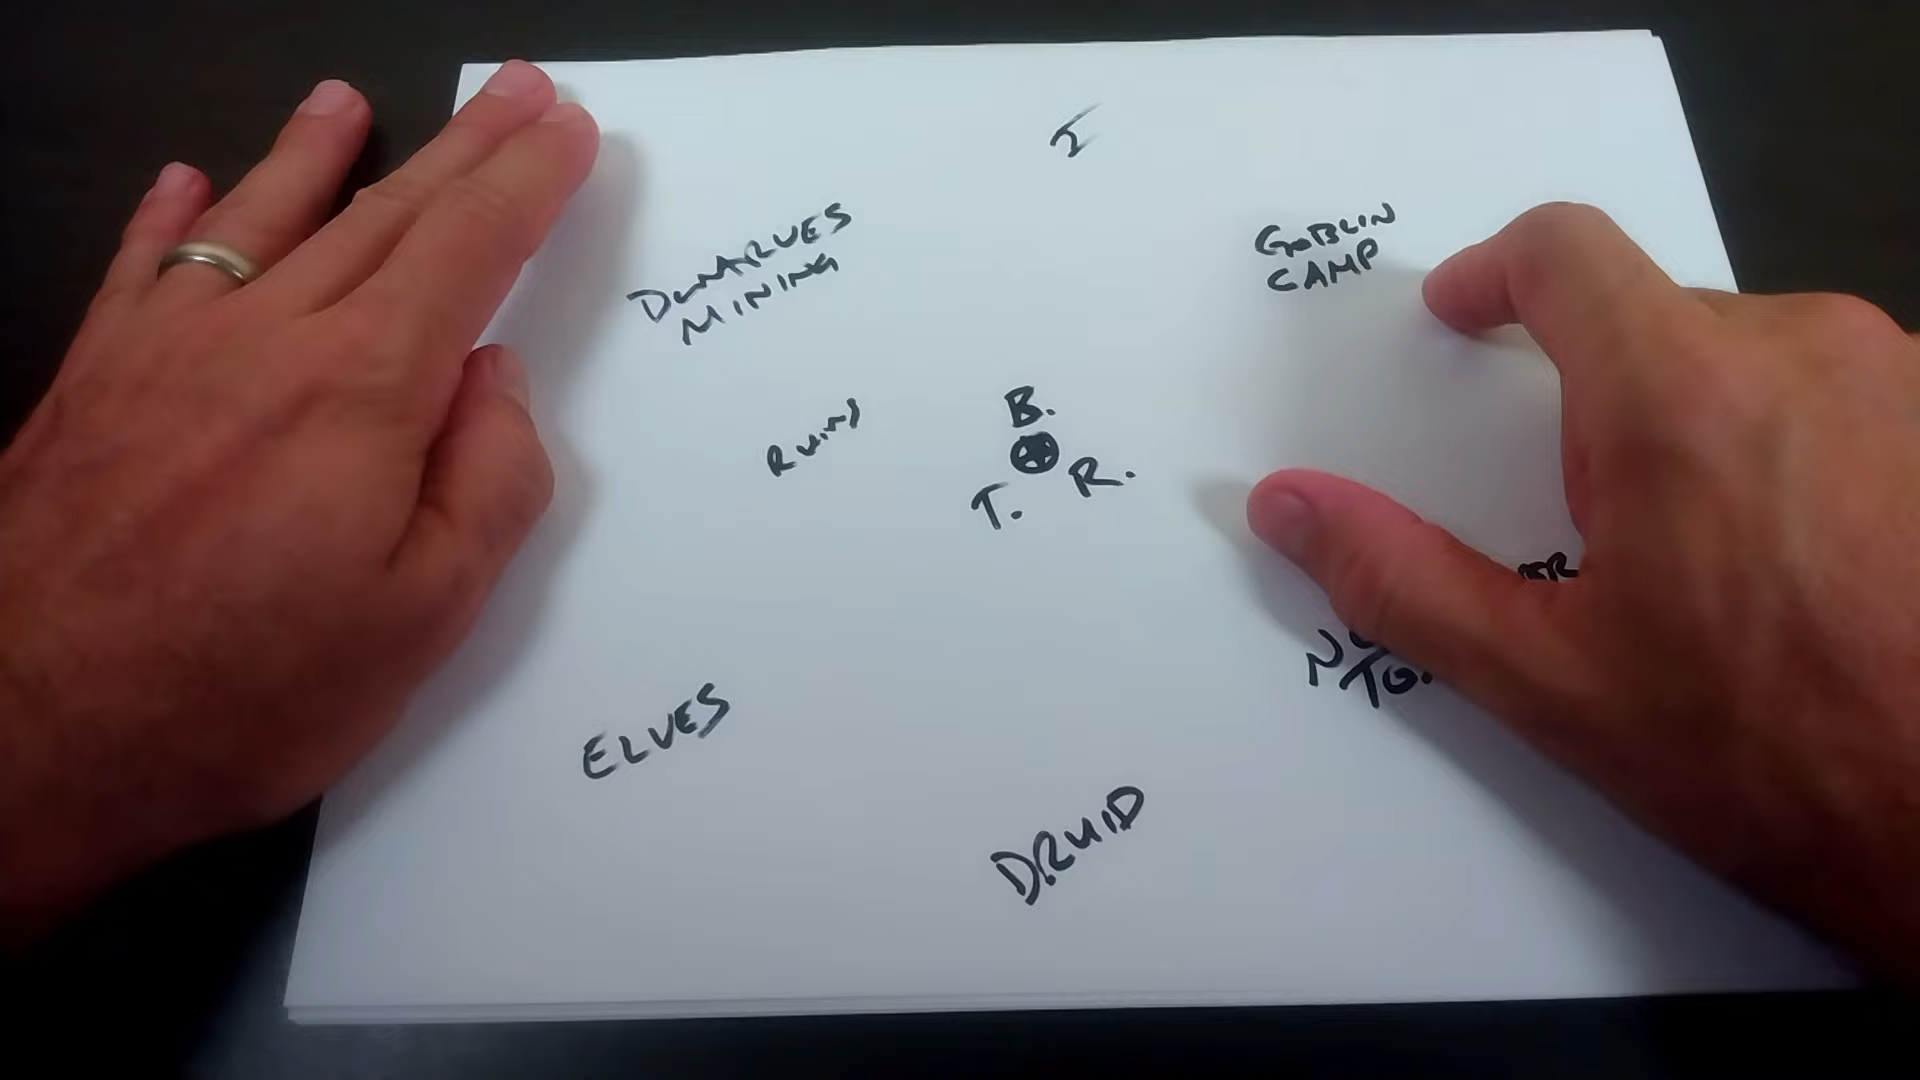 I
DWARVES
MINING
GOBLIN
CAMP
RUINS
B.
T.
R.
ELVES
DRUID